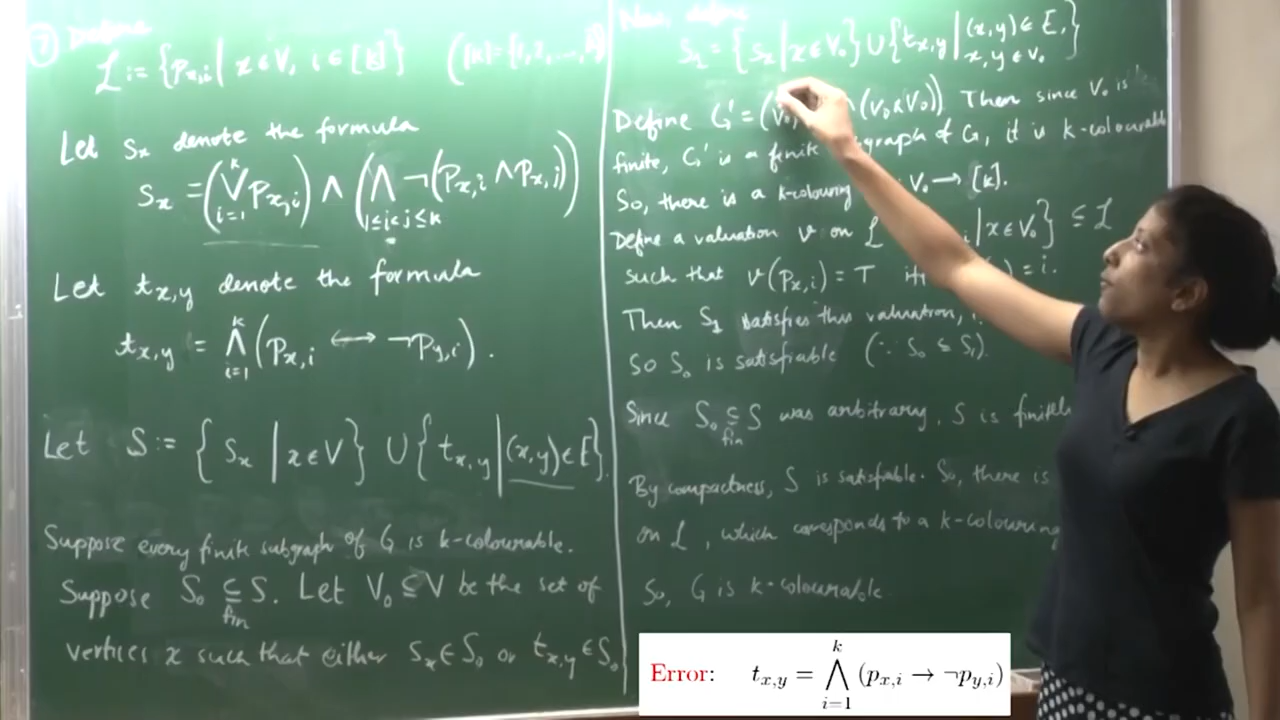 ⑦ Define
ℒ := {p_{x,i} | x ∈ V, i ∈ [k]} ([k] = {1,2,...,k})
Let s_x denote the formula
s_x = (⋁_{i=1}^{k} p_{x,i}) ∧ (⋀_{1≤i<j≤k} ¬(p_{x,i} ∧ p_{x,j}))
Let t_{x,y} denote the formula
t_{x,y} = ⋀_{i=1}^{k} (p_{x,i} ⟷ ¬p_{y,i}).
Let S := {s_x | x ∈ V} ∪ {t_{x,y} | (x,y) ∈ E}.
Suppose every finite subgraph of G is k-colourable.
Suppose S_0 ⊆_{fin} S. Let V_0 ⊆ V be the set of
vertices x such that either s_x ∈ S_0 or t_{x,y} ∈ S_0
Now, define
S_1 = {s_x | x ∈ V_0} ∪ {t_{x,y} | (x,y) ∈ E, x,y ∈ V_0}
Define G' = (V_0, ∩ (V_0 × V_0)). Then since V_0 is
finite, G' is a finite subgraph of G, it is k-colourable
So, there is a k-colouring V_0 → [k].
Define a valuation v on ℒ | x ∈ V_0} ⊆ ℒ
such that v(p_{x,i}) = T iff ) = i.
Then S_1 satisfies this valuation,
So S_0 is satisfiable (∵ S_0 ⊆ S_1).
Since S_0 ⊆_{fin} S was arbitrary, S is
By compactness, S is satisfiable. So, there is
on ℒ, which corresponds to a k-colouring
So, G is k-colourable.
Error: t_{x,y} = ⋀_{i=1}^{k} (p_{x,i} → ¬p_{y,i})